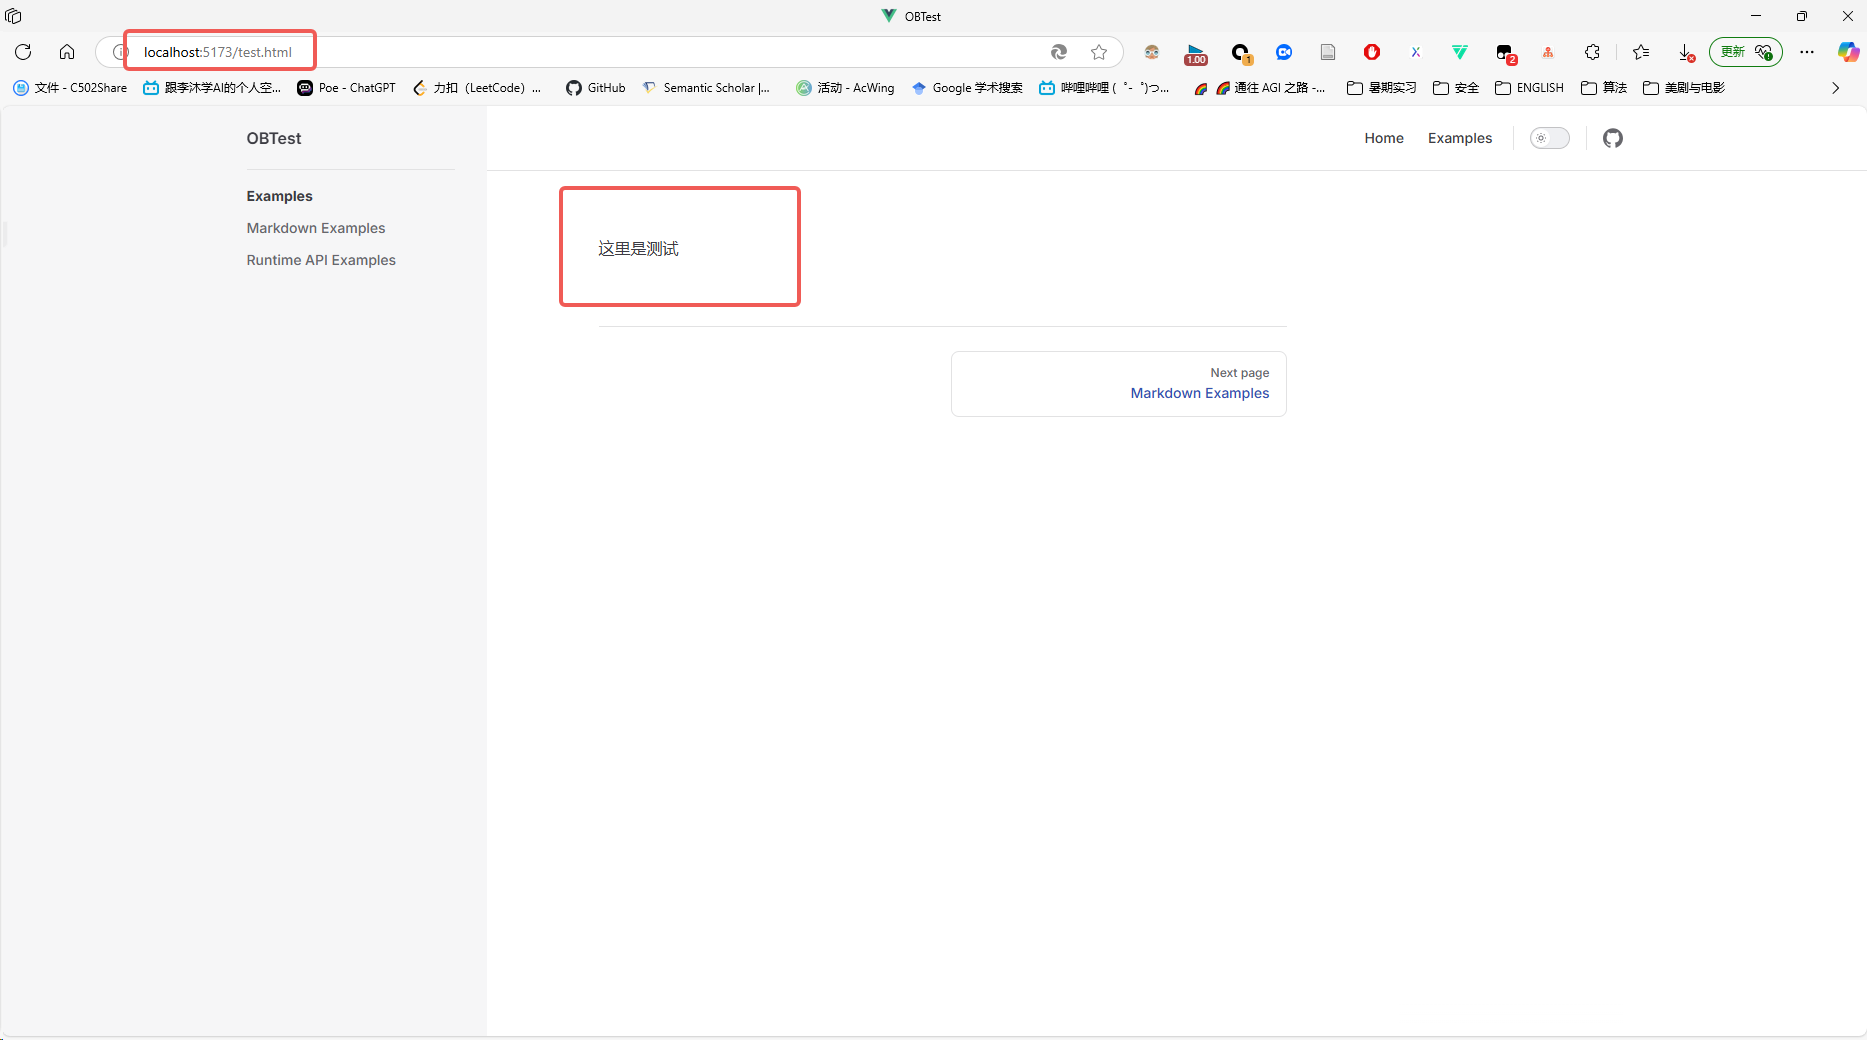 OBTest
localhost:5173/test.html
1.00
1
2
更新
文件 - C502Share
跟李沐学AI的个人空...
Poe - ChatGPT
力扣（LeetCode）...
GitHub
Semantic Scholar |...
活动 - AcWing
Google 学术搜索
哔哩哔哩 (゜-゜)つ...
通往 AGI 之路 -...
暑期实习
安全
ENGLISH
算法
美剧与电影
OBTest
Home
Examples
Examples
Markdown Examples
Runtime API Examples
这里是测试
Next page
Markdown Examples